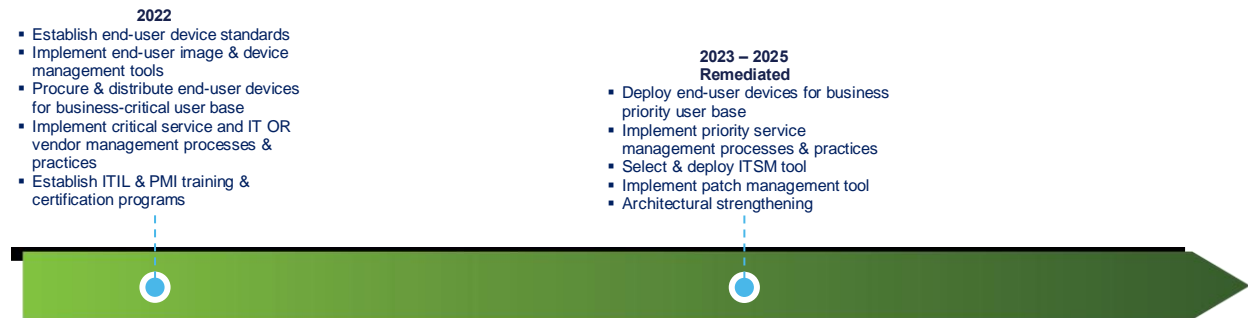 2022
▪ Establish end-user device standards
▪ Implement end-user image & device
management tools
▪ Procure & distribute end-user devices
for business-critical user base
▪ Implement critical service and IT OR
vendor management processes &
practices
▪ Establish ITIL & PMI training &
certification programs
2023 – 2025
Remediated
▪ Deploy end-user devices for business
priority user base
▪ Implement priority service
management processes & practices
▪ Select & deploy ITSM tool
▪ Implement patch management tool
▪ Architectural strengthening